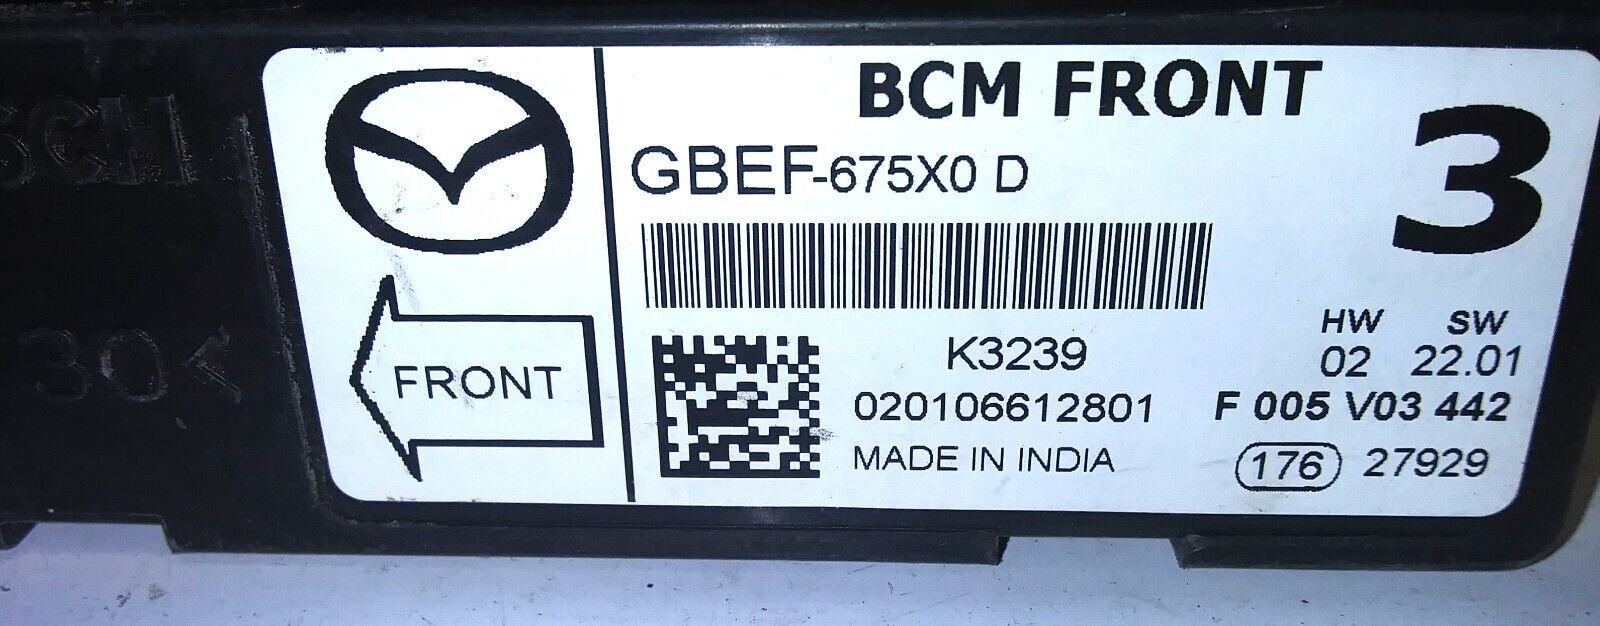 BCM FRONT
GBEF-675X0 D
3
FRONT
K3239
020106612801
MADE IN INDIA
HW SW
02 22.01
F 005 V03 442
176 27929
30<